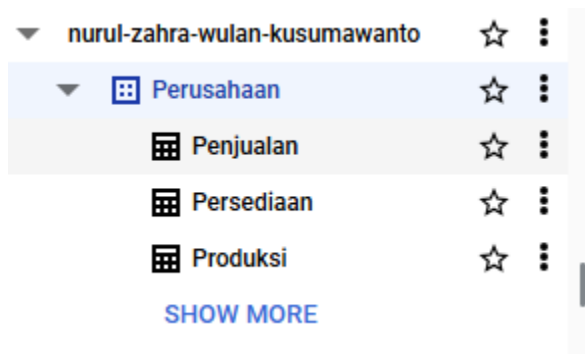 nurul-zahra-wulan-kusumawanto
Perusahaan
Penjualan
Persediaan
Produksi
SHOW MORE